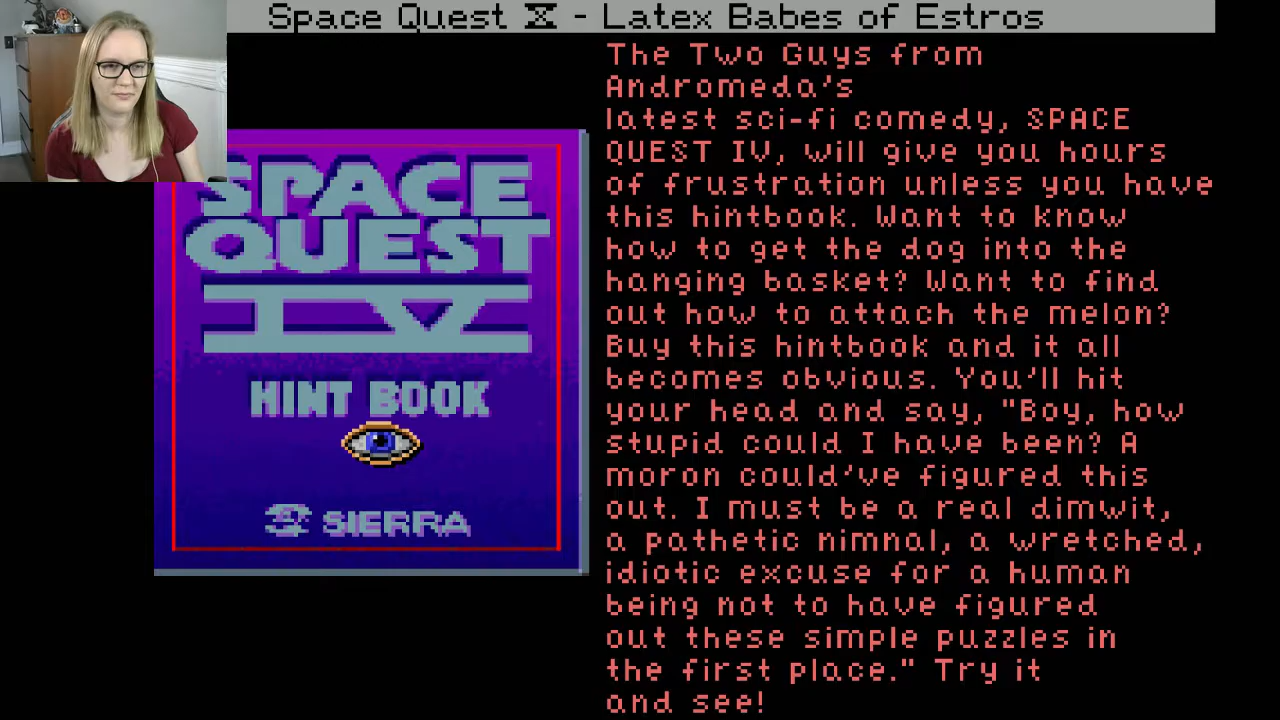 Space Quest X - Latex Babes of Estros
The Two Guys from
Andromeda's
latest sci-fi comedy, SPACE
QUEST IV, will give you hours
of frustration unless you have
this hintbook. Want to know
how to get the dog into the
hanging basket? Want to find
out how to attach the melon?
Buy this hintbook and it all
becomes obvious. You'll hit
your head and say, "Boy, how
stupid could I have been? A
moron could've figured this
out. I must be a real dimwit,
a pathetic nimnal, a wretched,
idiotic excuse for a human
being not to have figured
out these simple puzzles in
the first place." Try it
and see!
SPACE
QUEST
IV
HINT BOOK
SIERRA